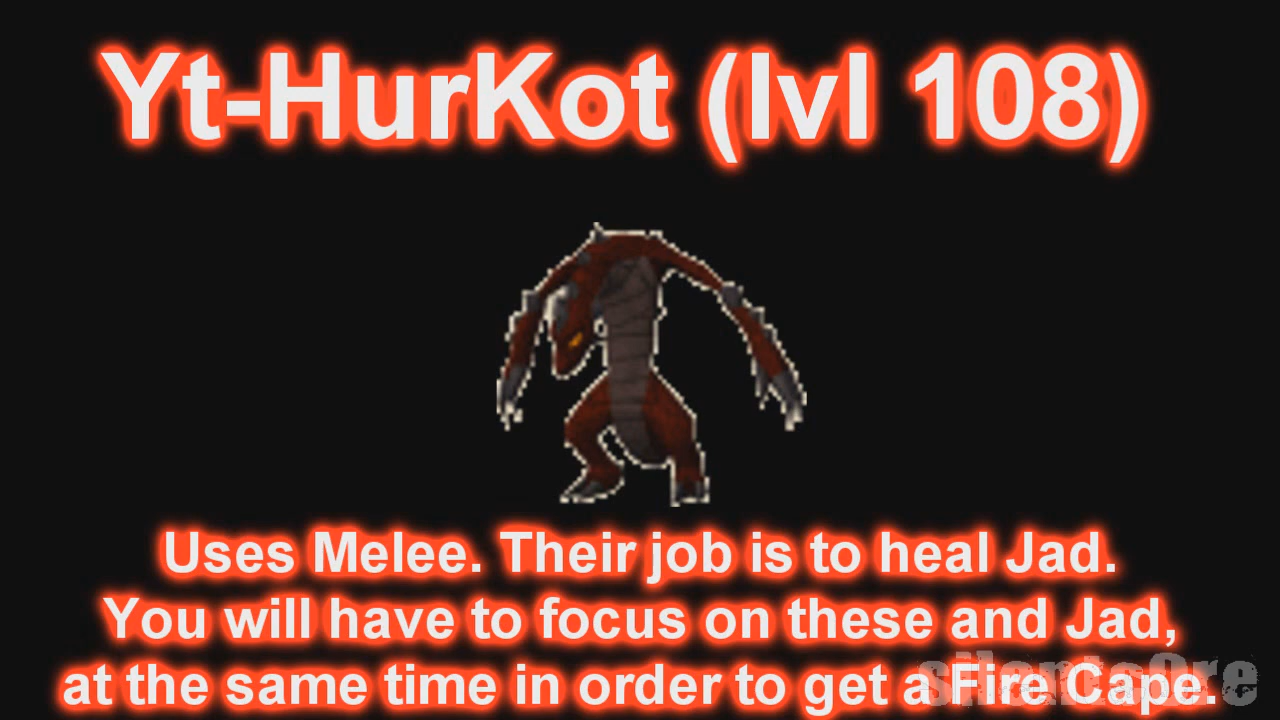 Yt-HurKot (lvl 108)
Uses Melee. Their job is to heal Jad.
You will have to focus on these and Jad,
at the same time in order to get a Fire Cape.